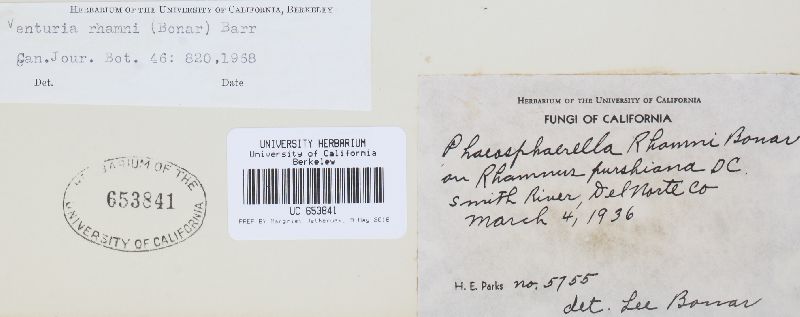 Herbarium of the University of California, Berkeley
Venturia rhamni (Bonar) Barr
Can.Jour. Bot. 46: 820,1968
Det. Date
HERBARIUM OF THE
653841
UNIVERSITY OF CALIFORNIA
UNIVERSITY HERBARIUM
University of California
Berkeley
UC 653841
PREP BY 2016
Herbarium of the University of California
FUNGI OF CALIFORNIA
Phaeosphaerella Rhamni Bonar
on Rhamnus purshiana DC.
Smith River, Del Norte Co
March 4, 1936
H. E. Parks no. 5755
det. Lee Bonar